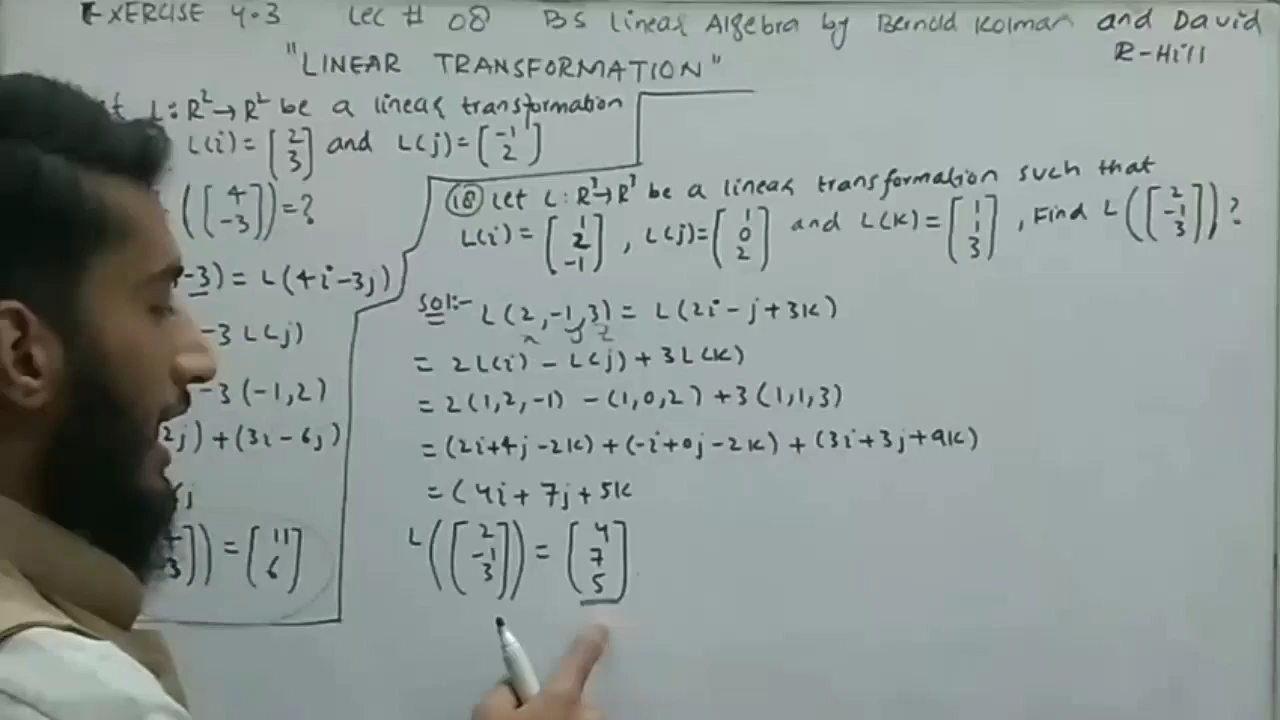 EXERCISE 4.3 Lec # 08 BS Linear Algebra by Bernold Kolman and David
R-Hill
"LINEAR TRANSFORMATION"
L: R²→R² be a linear transformation
L(i) = [2 3] and L(j) = [-1 2]
([4 -3]) = ?
-3) = L(4i-3j)
-3L(j)
-3(-1,2)
2j) + (3i-6j)
]) = [11 6]
(18) Let L: R³→R³ be a linear transformation such that
L(i) = [1 2 -1], L(j) = [1 0 2] and L(k) = [1 1 3], Find L([2 -1 3])?
Sol:- L(2,-1,3) = L(2i-j+3k)
x y z
= 2L(i) - L(j) + 3L(k)
= 2(1,2,-1) - (1,0,2) + 3(1,1,3)
= (2i+4j-2k) + (-i+0j-2k) + (3i+3j+9k)
= (4i+7j+5k
L([2 -1 3]) = [4 7 5]